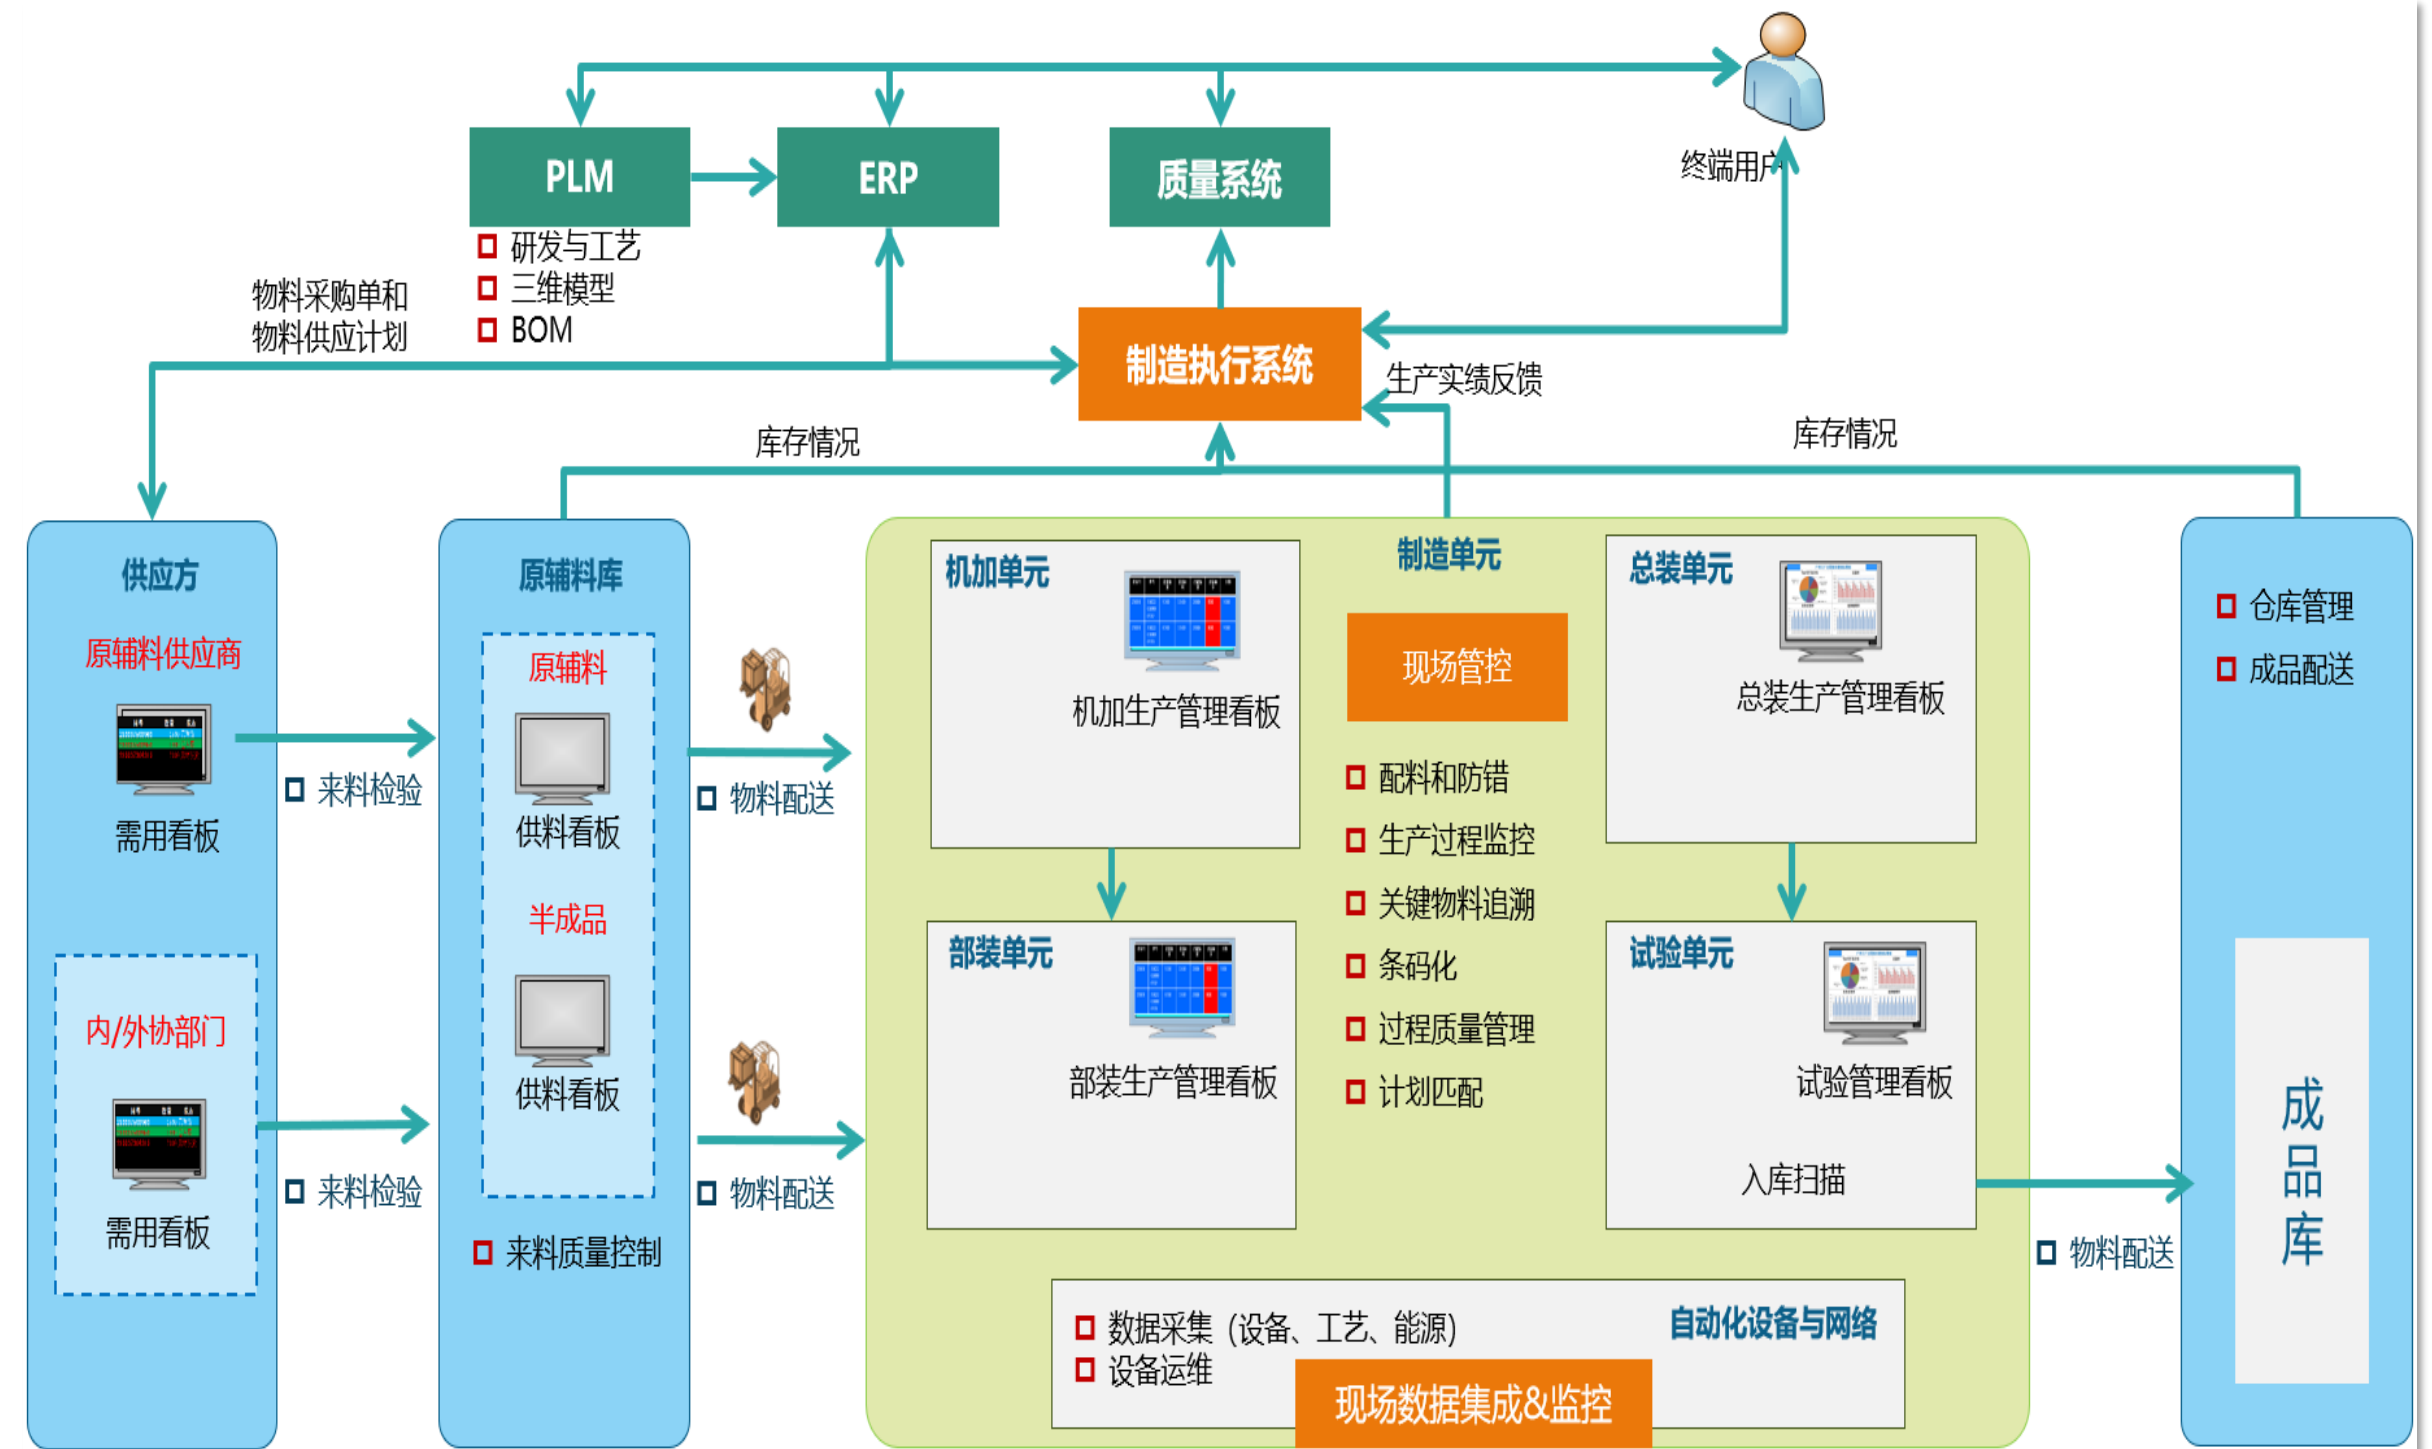 终端用户
PLM
ERP
质量系统
研发与工艺
三维模型
BOM
物料采购单和
物料供应计划
制造执行系统
生产实绩反馈
库存情况
库存情况
供应方
原辅料供应商
需用看板
内/外协部门
需用看板
来料检验
来料检验
原辅料库
原辅料
供料看板
半成品
供料看板
来料质量控制
物料配送
物料配送
制造单元
机加单元
机加生产管理看板
部装单元
部装生产管理看板
现场管控
配料和防错
生产过程监控
关键物料追溯
条码化
过程质量管理
计划匹配
总装单元
总装生产管理看板
试验单元
试验管理看板
入库扫描
数据采集（设备、工艺、能源）
设备运维
自动化设备与网络
现场数据集成&监控
物料配送
仓库管理
成品配送
成品库